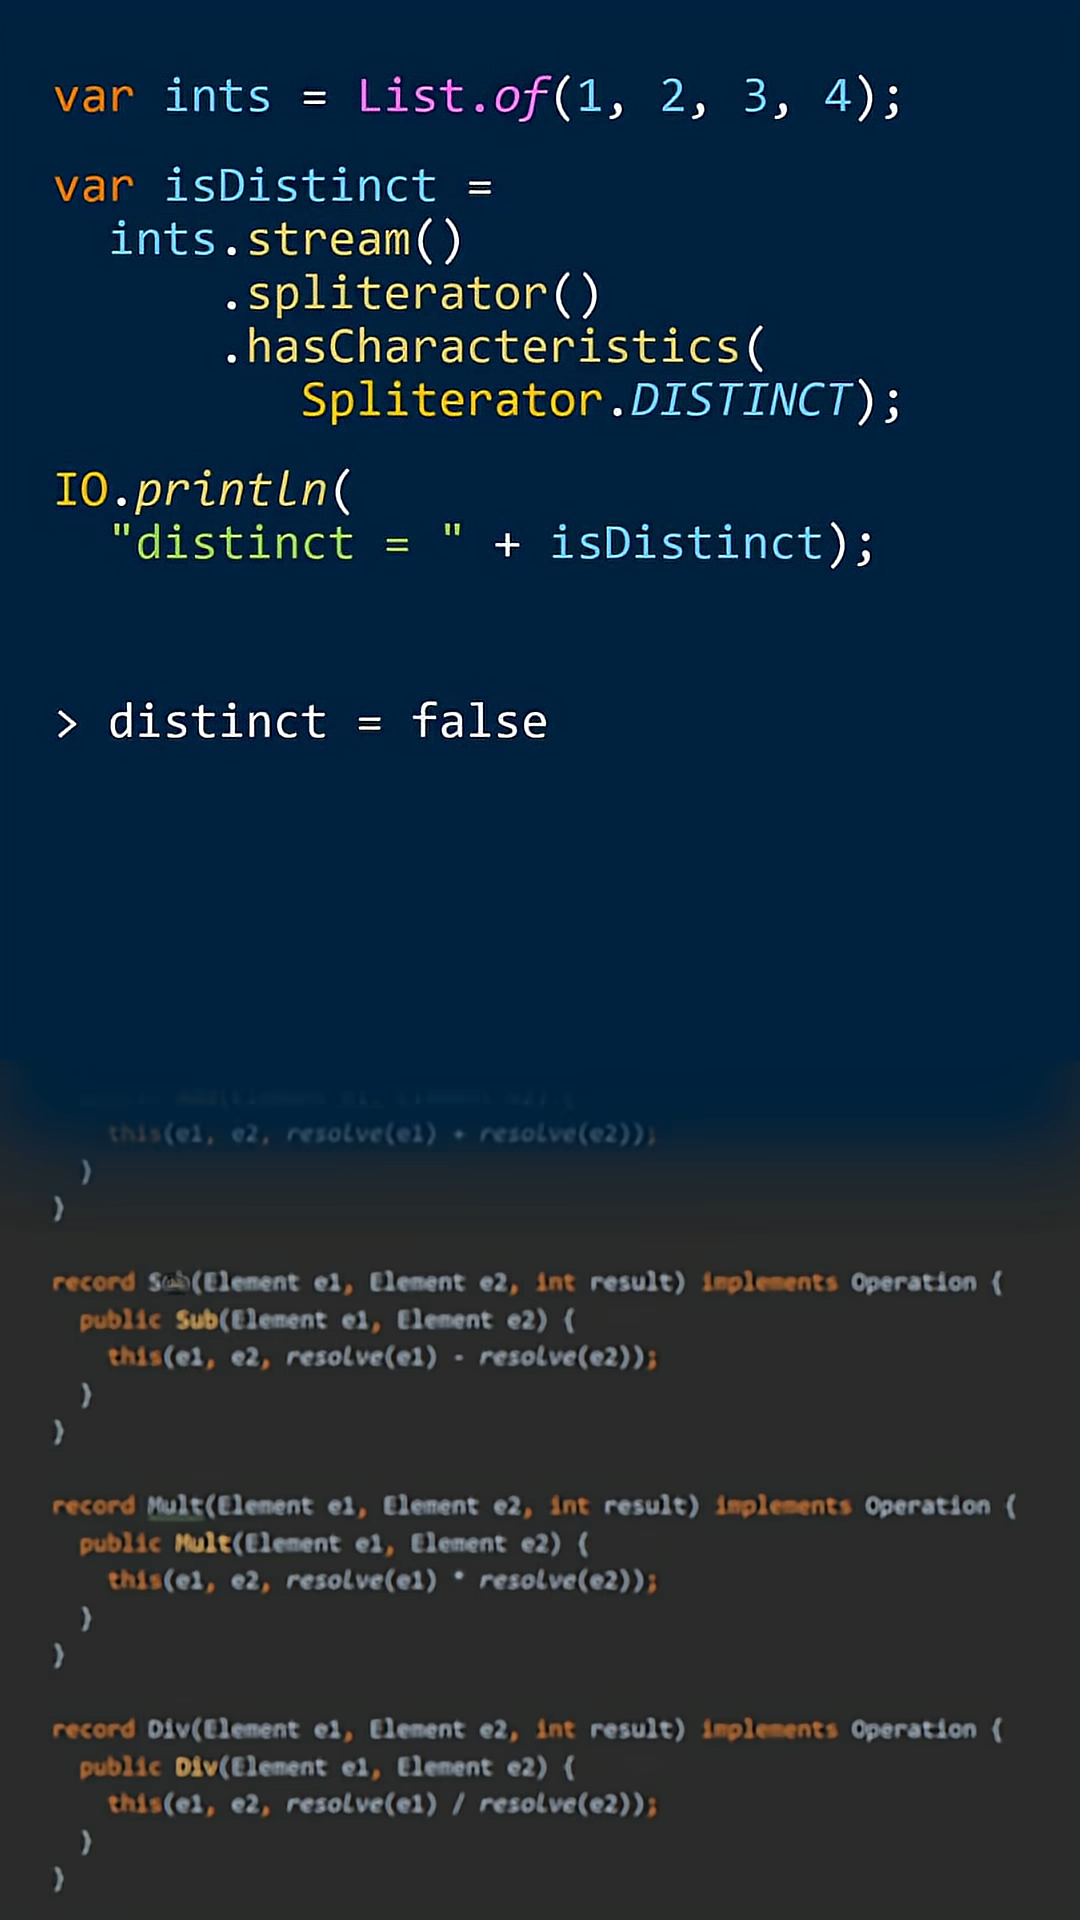 var ints = List.of(1, 2, 3, 4);
var isDistinct =
ints.stream()
.spliterator()
.hasCharacteristics(
Spliterator.DISTINCT);
IO.println(
"distinct = " + isDistinct);
> distinct = false
this(e1, e2, resolve(e1) + resolve(e2));
}
}
record (Element e1, Element e2, int result) implements Operation {
public Sub(Element e1, Element e2) {
this(e1, e2, resolve(e1) - resolve(e2));
}
}
record Mult(Element e1, Element e2, int result) implements Operation {
public Mult(Element e1, Element e2) {
this(e1, e2, resolve(e1) * resolve(e2));
}
}
record Div(Element e1, Element e2, int result) implements Operation {
public Div(Element e1, Element e2) {
this(e1, e2, resolve(e1) / resolve(e2));
}
}